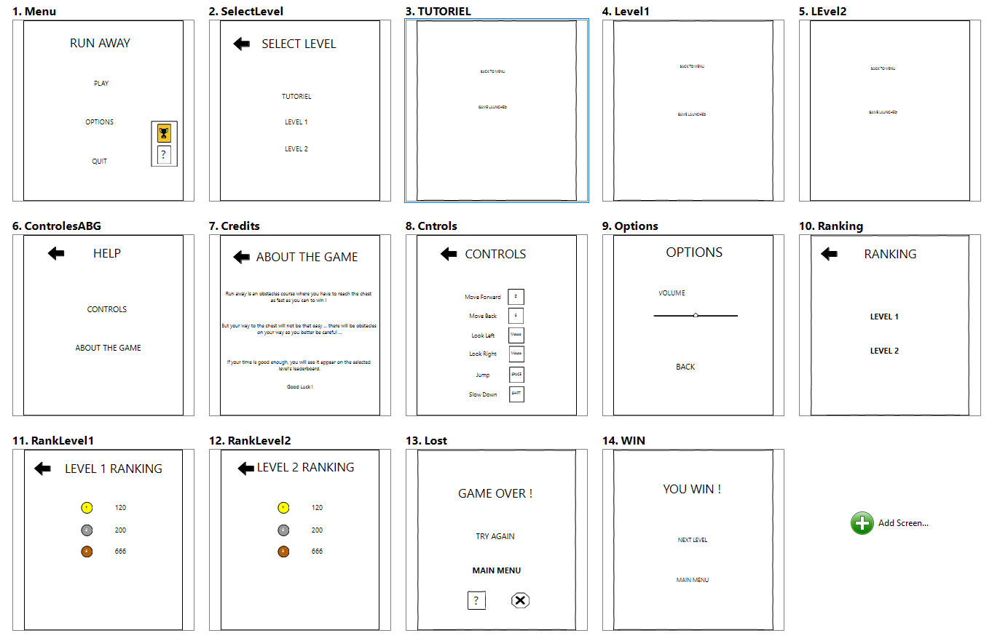 1. Menu
RUN AWAY
PLAY
OPTIONS
?
QUIT
2. SelectLevel
SELECT LEVEL
TUTORIEL
LEVEL 1
LEVEL 2
3. TUTORIEL
BACK TO MENU
GAME LAUNCHED
4. Level1
BACK TO MENU
GAME LAUNCHED
5. LEvel2
BACK TO MENU
GAME LAUNCHED
6. ControlesABG
HELP
CONTROLS
ABOUT THE GAME
7. Credits
ABOUT THE GAME
Run away is an obstacles course where you have to reach the chest
as fast as you can to win !
But your way to the chest will not be that easy ... there will be obstacles
on your way so you better be careful ...
If your time is good enough, you will see it appear on the selected
level's leaderboard.
Good Luck !
8. Cntrols
CONTROLS
Move Forward Z
Move Back S
Look Left Mouse
Look Right Mouse
Jump SPACE
Slow Down SHIFT
9. Options
OPTIONS
VOLUME
BACK
10. Ranking
RANKING
LEVEL 1
LEVEL 2
11. RankLevel1
LEVEL 1 RANKING
1 120
2 200
3 666
12. RankLevel2
LEVEL 2 RANKING
1 120
2 200
3 666
13. Lost
GAME OVER !
TRY AGAIN
MAIN MENU
?
14. WIN
YOU WIN !
NEXT LEVEL
MAIN MENU
Add Screen...